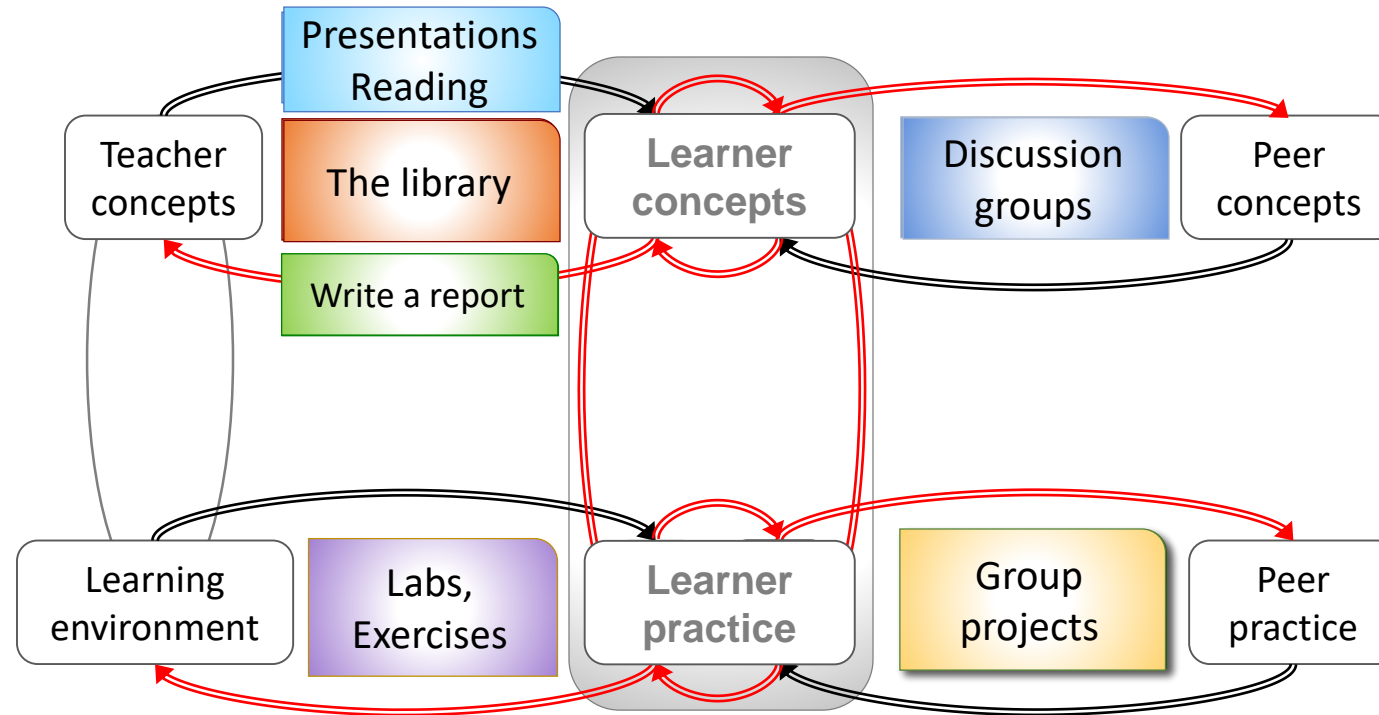 Presentations
Reading
Teacher
concepts
The library
Learner
concepts
Discussion
groups
Peer
concepts
Write a report
Learning
environment
Labs,
Exercises
Learner
practice
Group
projects
Peer
practice